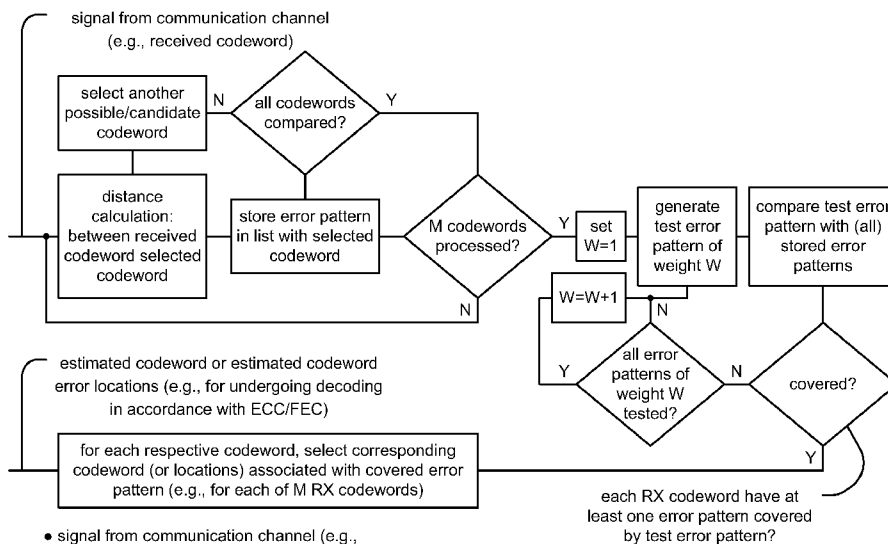 signal from communication channel
(e.g., received codeword)
select another
possible/candidate
codeword
N
all codewords
compared?
Y
distance
calculation:
between received
codeword selected
codeword
store error pattern
in list with selected
codeword
M codewords
processed?
Y
N
set
W=1
generate
test error
pattern of
weight W
compare test error
pattern with (all)
stored error
patterns
W=W+1
N
Y
all error
patterns of
weight W
tested?
N
covered?
Y
estimated codeword or estimated codeword
error locations (e.g., for undergoing decoding
in accordance with ECC/FEC)
for each respective codeword, select corresponding
codeword (or locations) associated with covered error
pattern (e.g., for each of M RX codewords)
each RX codeword have at
least one error pattern covered
by test error pattern?
● signal from communication channel (e.g.,